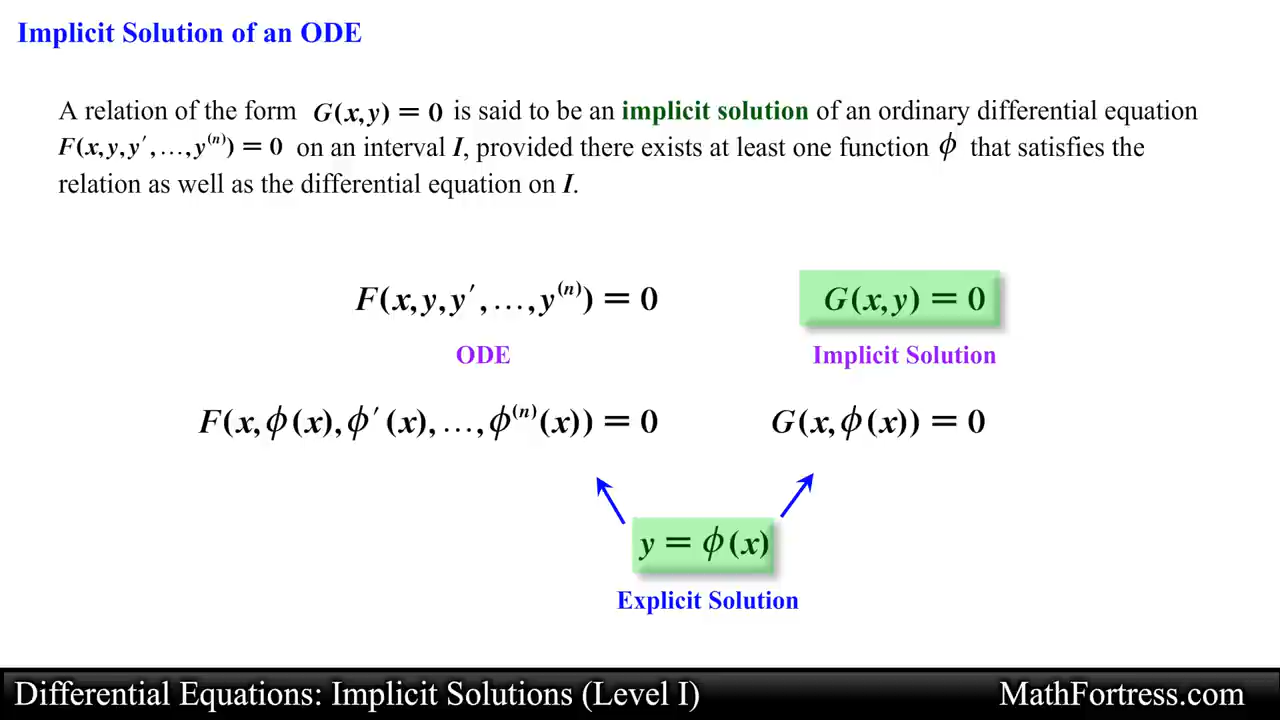 Implicit Solution of an ODE
A relation of the form G(x,y) = 0 is said to be an implicit solution of an ordinary differential equation
F(x,y,y′,…,y⁽ⁿ⁾) = 0 on an interval I, provided there exists at least one function ϕ that satisfies the
relation as well as the differential equation on I.
F(x,y,y′,…,y⁽ⁿ⁾) = 0 G(x,y) = 0
ODE Implicit Solution
F(x,ϕ(x),ϕ′(x),…,ϕ⁽ⁿ⁾(x)) = 0 G(x,ϕ(x)) = 0
y = ϕ(x)
Explicit Solution
Differential Equations: Implicit Solutions (Level I) MathFortress.com